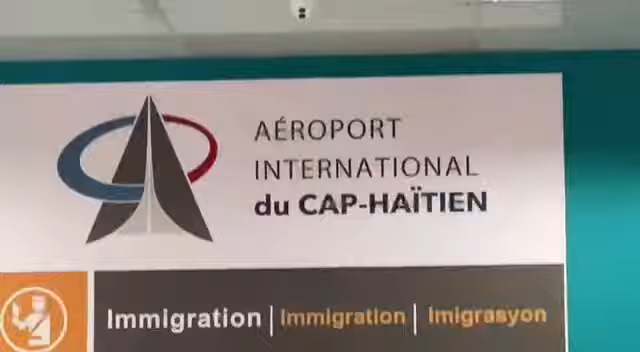 AÉROPORT
INTERNATIONAL
du CAP-HAÏTIEN
Immigration | Immigration | Imigrasyon